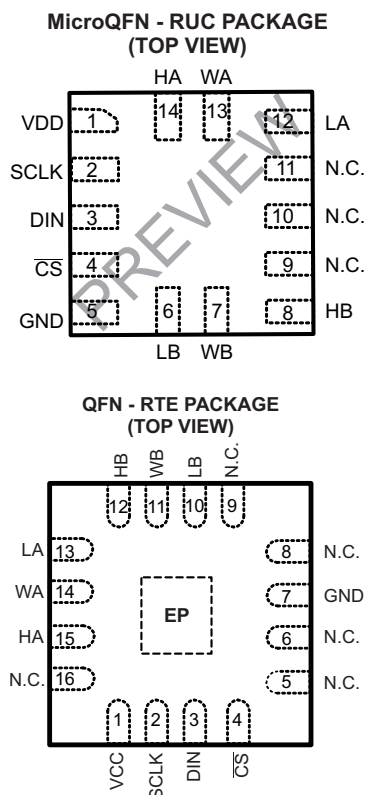 MicroQFN - RUC PACKAGE
(TOP VIEW)
HA WA
14 13
VDD 1 12 LA
SCLK 2 11 N.C.
DIN 3 10 N.C.
CS 4 9 N.C.
GND 5 6 7 8 HB
LB WB
PREVIEW
QFN - RTE PACKAGE
(TOP VIEW)
HB WB LB N.C.
12 11 10 9
LA 13 8 N.C.
WA 14 7 GND
EP
HA 15 6 N.C.
N.C. 16 5 N.C.
1 2 3 4
VCC SCLK DIN CS